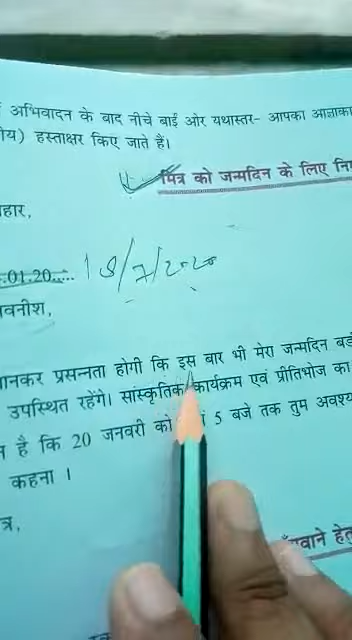 अभिवादन के बाद नीचे बाईं ओर यथास्तर- आपका आज्ञाका
ीय) हस्ताक्षर किए जाते हैं।
मित्र को जन्मदिन के लिए नि
हार,
.01.20..... 18/7/2020
वनीश,
ानकर प्रसन्नता होगी कि इस बार भी मेरा जन्मदिन बड़
उपस्थित रहेंगे। सांस्कृतिक कार्यक्रम एवं प्रीतिभोज का
है कि 20 जनवरी को 5 बजे तक तुम अवश्य
कहना ।
त्र,
वाने हेतु